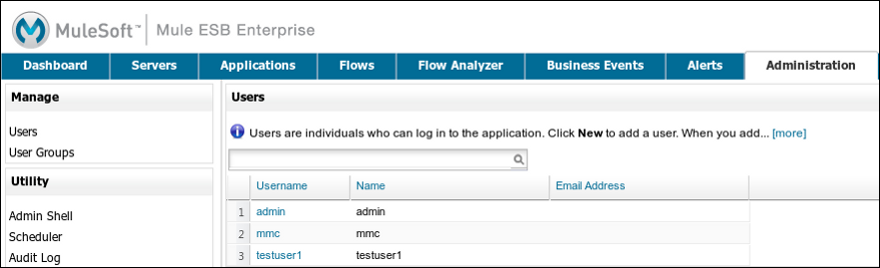 MuleSoft™ | Mule ESB Enterprise
Dashboard Servers Applications Flows Flow Analyzer Business Events Alerts Administration
Manage
Users
User Groups
Utility
Admin Shell
Scheduler
Audit Log
Users
Users are individuals who can log in to the application. Click New to add a user. When you add... [more]
Username Name Email Address
1 admin admin
2 mmc mmc
3 testuser1 testuser1